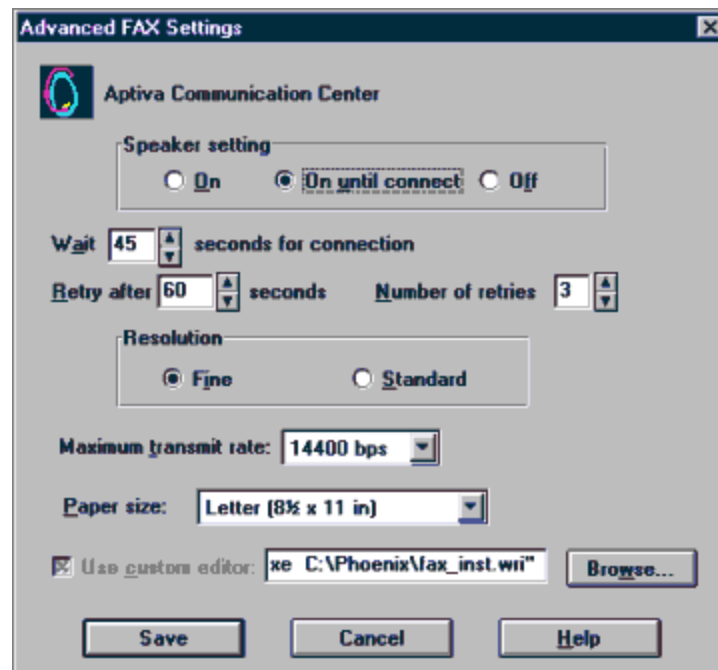 Advanced FAX Settings
Aptiva Communication Center
Speaker setting
On On until connect Off
Wait 45 seconds for connection
Retry after 60 seconds Number of retries 3
Resolution
Fine Standard
Maximum transmit rate: 14400 bps
Paper size: Letter (8½ x 11 in)
Use custom editor: xe C:\Phoenix\fax_inst.wri" Browse...
Save Cancel Help